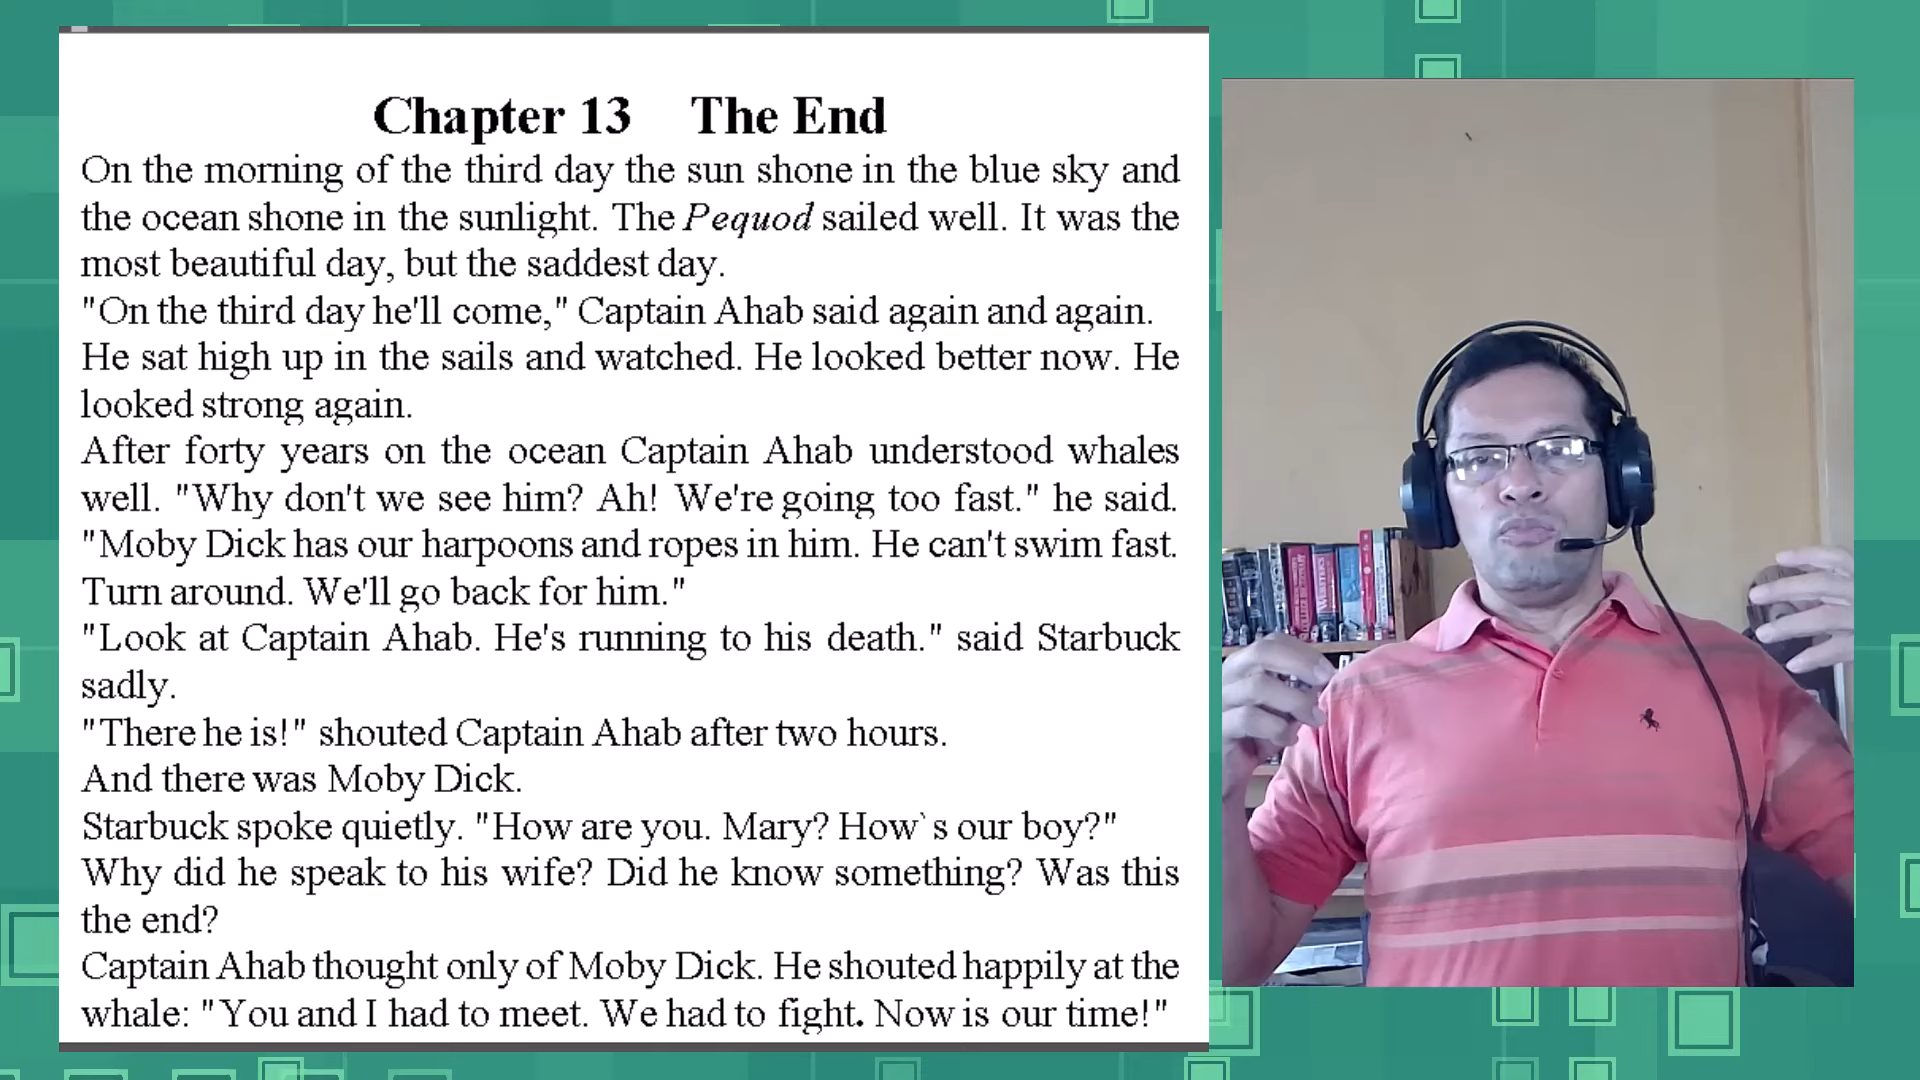 Chapter 13 The End
On the morning of the third day the sun shone in the blue sky and
the ocean shone in the sunlight. The Pequod sailed well. It was the
most beautiful day, but the saddest day.
"On the third day he'll come," Captain Ahab said again and again.
He sat high up in the sails and watched. He looked better now. He
looked strong again.
After forty years on the ocean Captain Ahab understood whales
well. "Why don't we see him? Ah! We're going too fast." he said.
"Moby Dick has our harpoons and ropes in him. He can't swim fast.
Turn around. We'll go back for him."
"Look at Captain Ahab. He's running to his death." said Starbuck
sadly.
"There he is!" shouted Captain Ahab after two hours.
And there was Moby Dick.
Starbuck spoke quietly. "How are you. Mary? How`s our boy?"
Why did he speak to his wife? Did he know something? Was this
the end?
Captain Ahab thought only of Moby Dick. He shouted happily at the
whale: "You and I had to meet. We had to fight. Now is our time!"